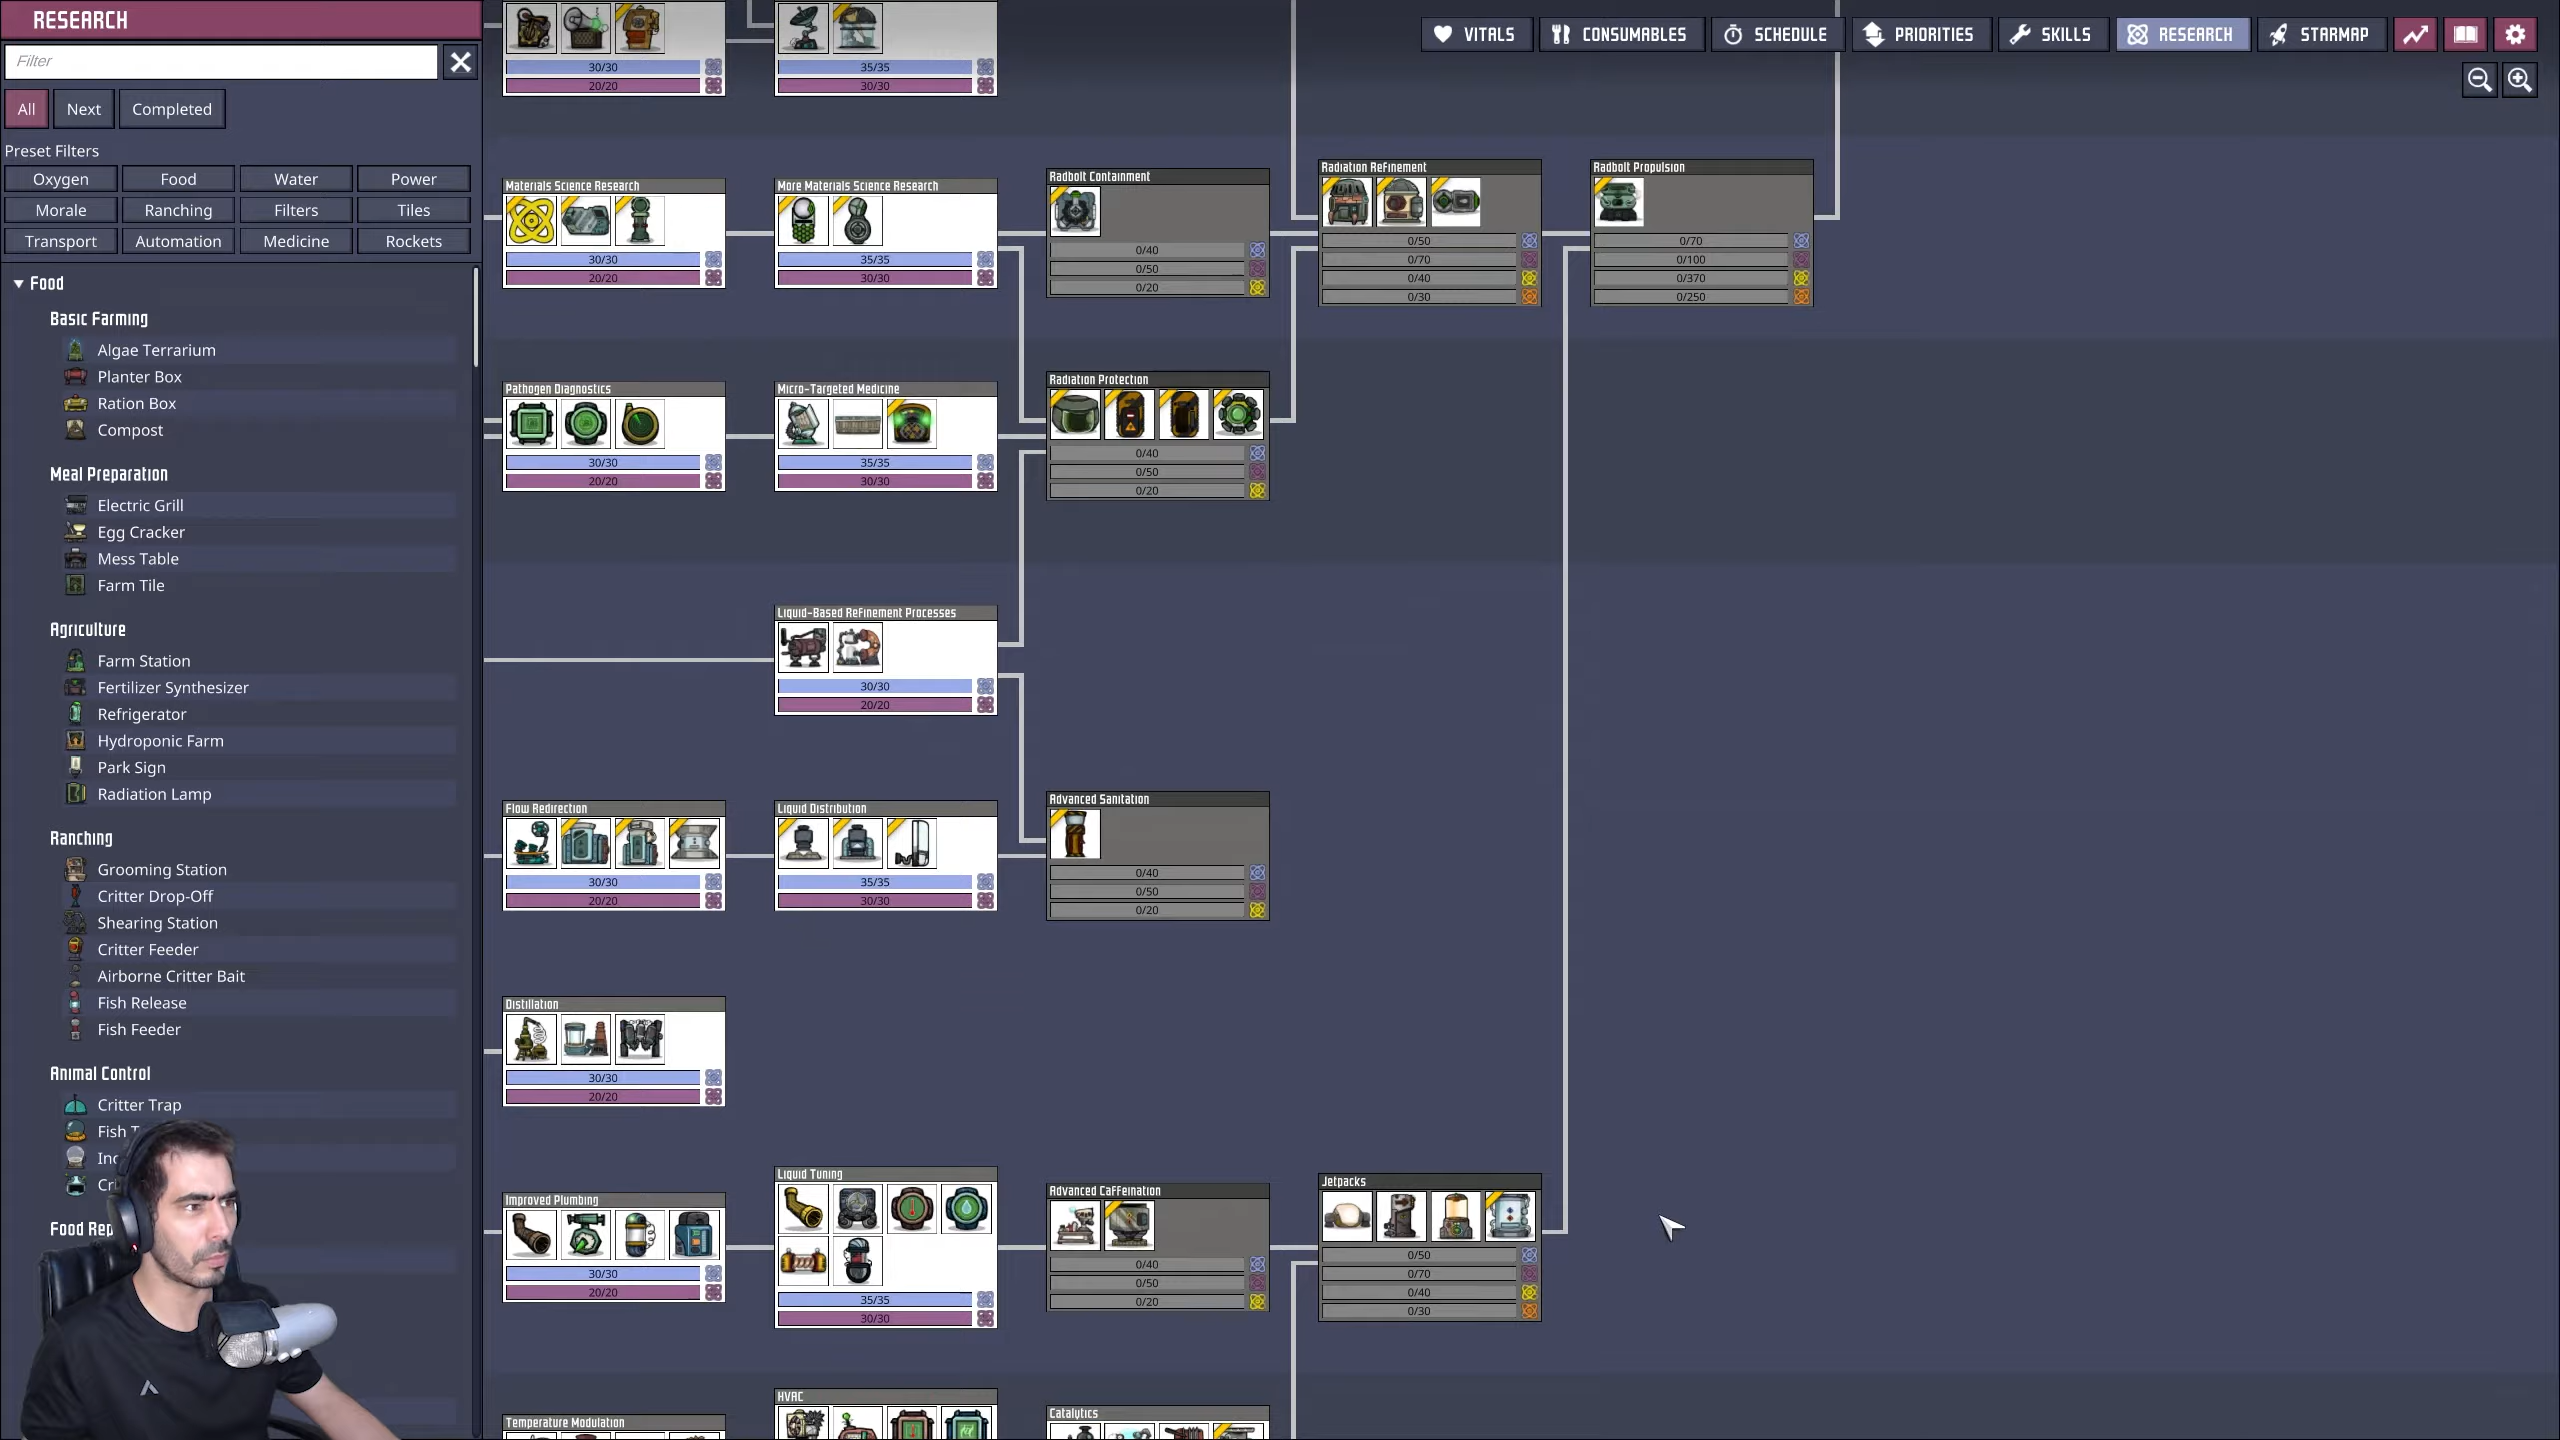 RESEARCH
Filter
All
Next
Completed
Preset Filters
Oxygen
Food
Water
Power
Morale
Ranching
Filters
Tiles
Transport
Automation
Medicine
Rockets
Food
Basic Farming
Algae Terrarium
Planter Box
Ration Box
Compost
Meal Preparation
Electric Grill
Egg Cracker
Mess Table
Farm Tile
Agriculture
Farm Station
Fertilizer Synthesizer
Refrigerator
Hydroponic Farm
Park Sign
Radiation Lamp
Ranching
Grooming Station
Critter Drop-Off
Shearing Station
Critter Feeder
Airborne Critter Bait
Fish Release
Fish Feeder
Animal Control
Critter Trap
Fish T
Inc
Cri
Food Rep
VITALS
CONSUMABLES
SCHEDULE
PRIORITIES
SKILLS
RESEARCH
STARMAP
30/30
20/20
35/35
30/30
Materials Science Research
30/30
20/20
More Materials Science Research
35/35
30/30
Radbolt Containment
0/40
0/50
0/20
Radiation Refinement
0/50
0/70
0/40
0/30
Radbolt Propulsion
0/70
0/100
0/370
0/250
Pathogen Diagnostics
30/30
20/20
Micro-Targeted Medicine
35/35
30/30
Radiation Protection
0/40
0/50
0/20
Liquid-Based Refinement Processes
30/30
20/20
Flow Redirection
30/30
20/20
Liquid Distribution
35/35
30/30
Advanced Sanitation
0/40
0/50
0/20
Distillation
30/30
20/20
Improved Plumbing
30/30
20/20
Liquid Tuning
35/35
30/30
Advanced Caffeination
0/40
0/50
0/20
Jetpacks
0/50
0/70
0/40
0/30
Temperature Modulation
HVAC
Catalytics